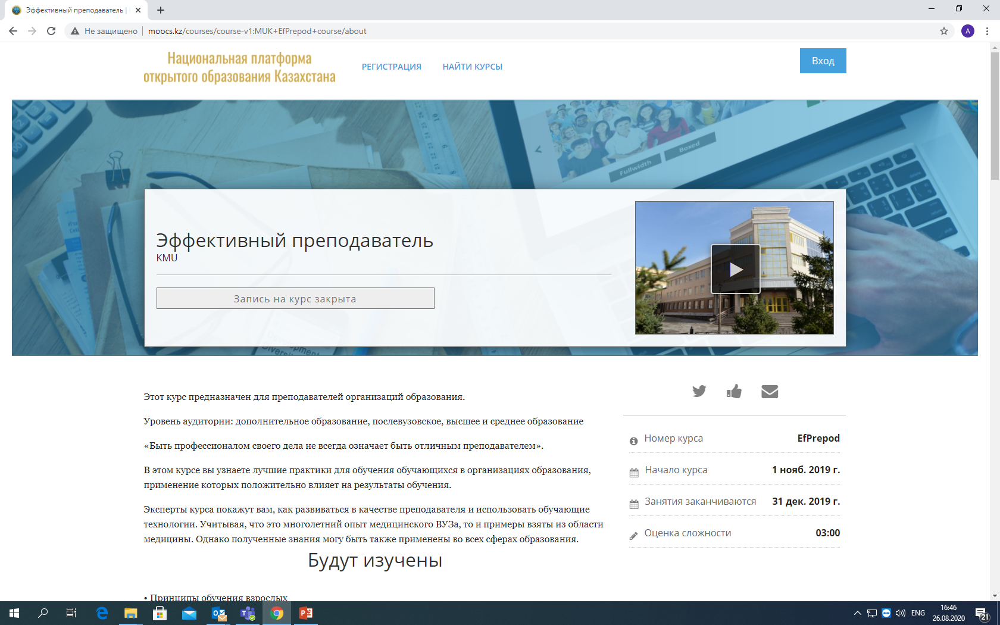 Эффективный преподаватель |
Не защищено
moocs.kz/courses/course-v1:MUK+EfPrepod+course/about
A
Национальная платформа
открытого образования Казахстана
РЕГИСТРАЦИЯ
НАЙТИ КУРСЫ
Вход
Boxed
Fullwidth
Эффективный преподаватель
KMU
Запись на курс закрыта
Development
Этот курс предназначен для преподавателей организаций образования.
Уровень аудитории: дополнительное образование, послевузовское, высшее и среднее образование
«Быть профессионалом своего дела не всегда означает быть отличным преподавателем».
В этом курсе вы узнаете лучшие практики для обучения обучающихся в организациях образования,
применение которых положительно влияет на результаты обучения.
Эксперты курса покажут вам, как развиваться в качестве преподавателя и использовать обучающие
технологии. Учитывая, что это многолетний опыт медицинского ВУЗа, то и примеры взяты из области
медицины. Однако полученные знания могу быть также применены во всех сферах образования.
Будут изучены
• Принципы обучения взрослых
Номер курса EfPrepod
Начало курса 1 нояб. 2019 г.
Занятия заканчиваются 31 дек. 2019 г.
Оценка сложности 03:00
ENG
16:46
26.08.2020
21